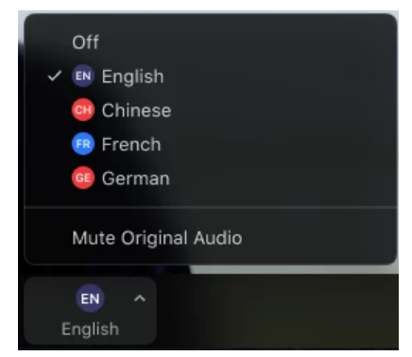 Off
EN English
CH Chinese
FR French
GE German
Mute Original Audio
EN
English